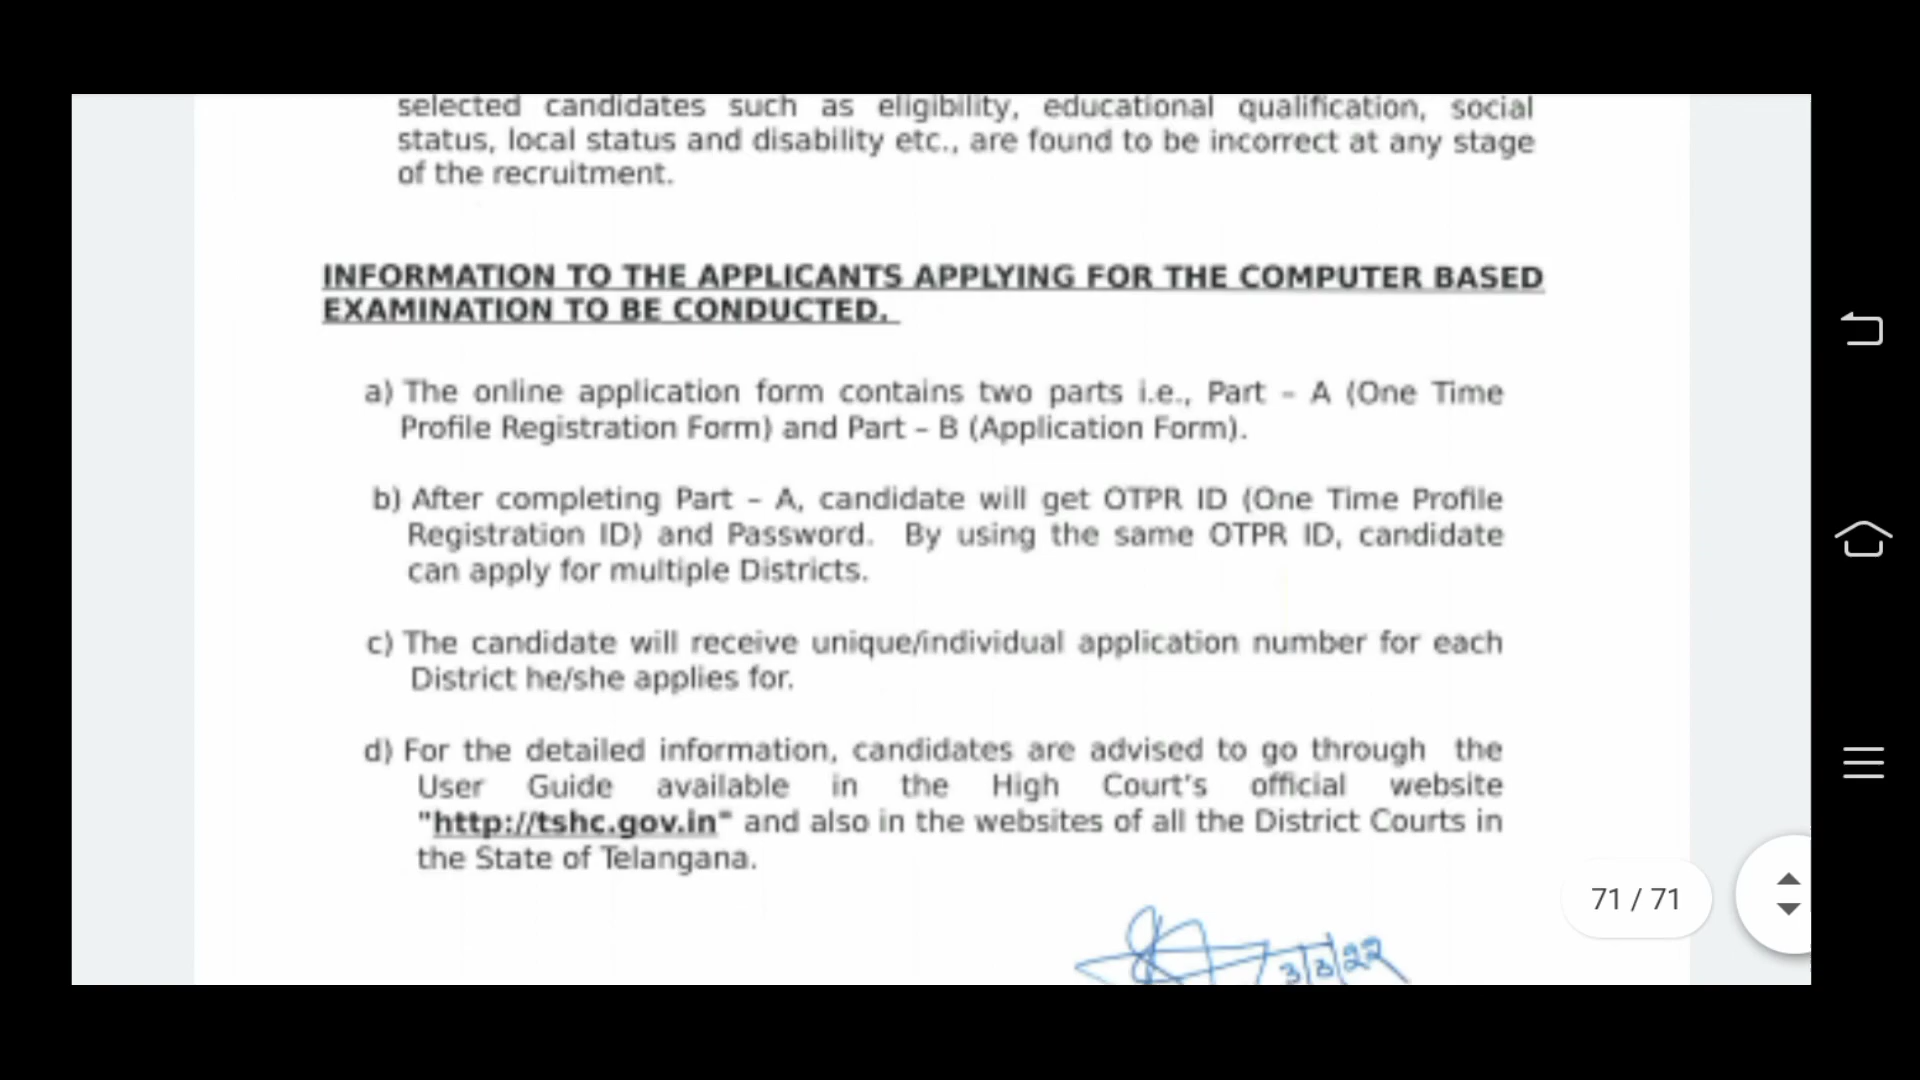 selected candidates such as eligibility, educational qualification, social
status, local status and disability etc., are found to be incorrect at any stage
of the recruitment.
INFORMATION TO THE APPLICANTS APPLYING FOR THE COMPUTER BASED
EXAMINATION TO BE CONDUCTED.
a) The online application form contains two parts i.e., Part – A (One Time
Profile Registration Form) and Part – B (Application Form).
b) After completing Part – A, candidate will get OTPR ID (One Time Profile
Registration ID) and Password. By using the same OTPR ID, candidate
can apply for multiple Districts.
c) The candidate will receive unique/individual application number for each
District he/she applies for.
d) For the detailed information, candidates are advised to go through the
User Guide available in the High Court's official website
"http://tshc.gov.in" and also in the websites of all the District Courts in
the State of Telangana.
71 / 71
3/3/22